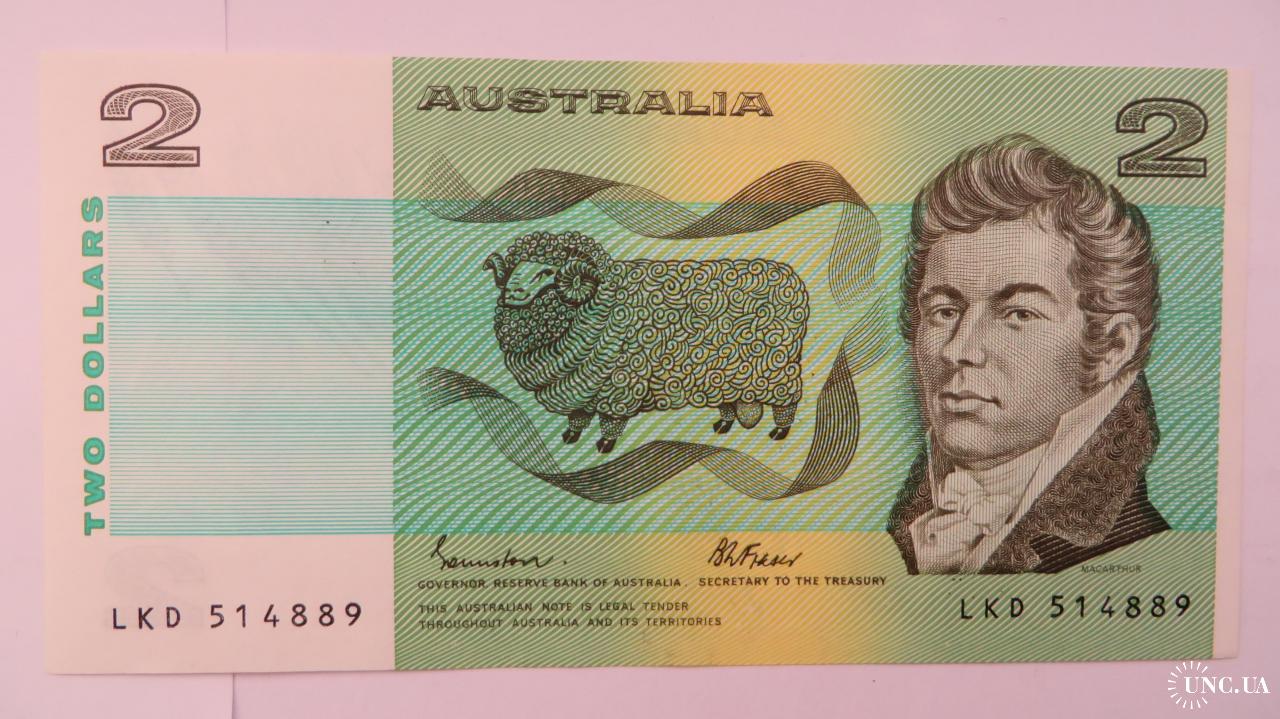 2
AUSTRALIA
2
TWO DOLLARS
MACARTHUR
GOVERNOR, RESERVE BANK OF AUSTRALIA. SECRETARY TO THE TREASURY
THIS AUSTRALIAN NOTE IS LEGAL TENDER
THROUGHOUT AUSTRALIA AND ITS TERRITORIES
LKD 514889
LKD 514889
UNC.UA